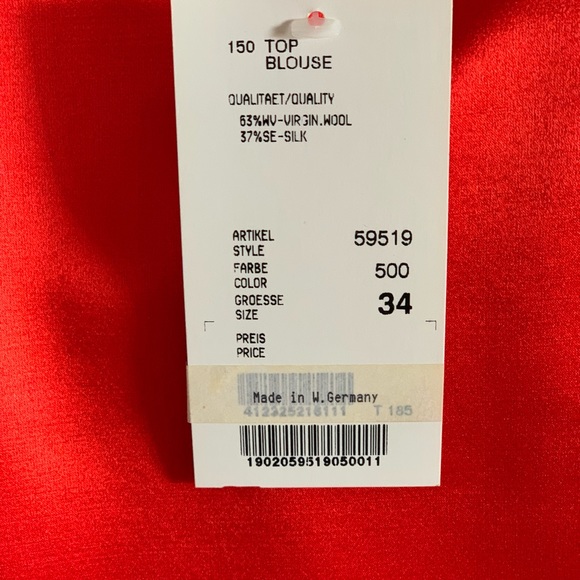 150 TOP
BLOUSE
QUALITAET/QUALITY
63%WV-VIRGIN.WOOL
37%SE-SILK
ARTIKEL 59519
STYLE
FARBE 500
COLOR
GROESSE 34
SIZE
PREIS
PRICE
Made in W.Germany
412325218111 T 185
1902059519050011